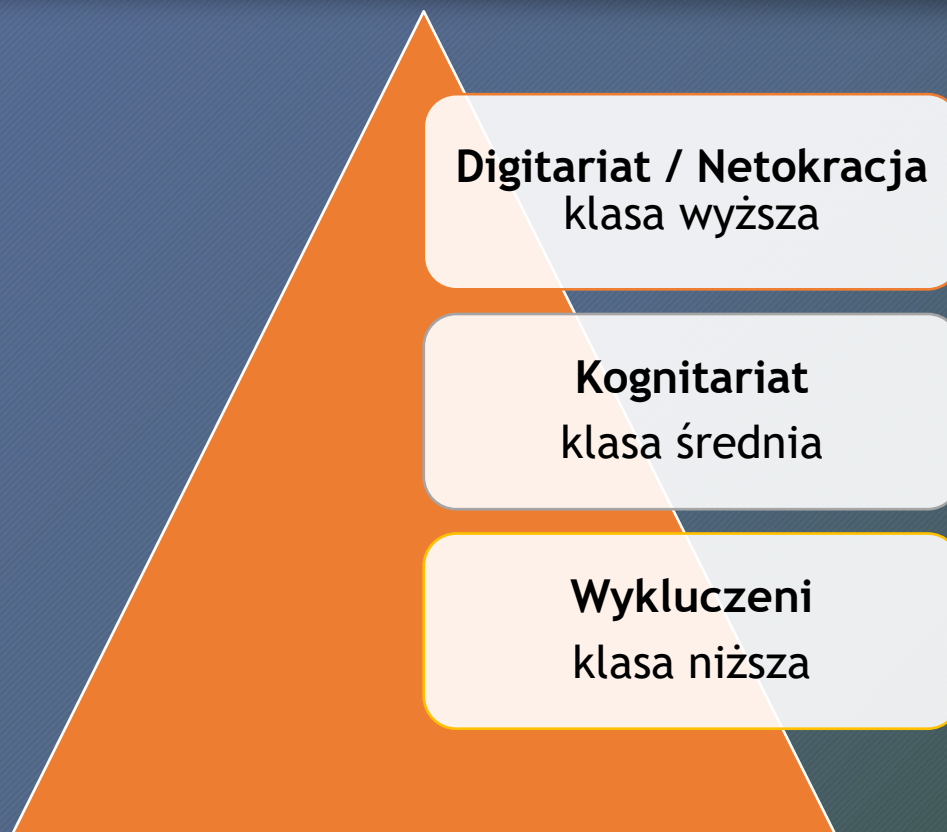 Digitariat / Netokracja
klasa wyższa
Kognitariat
klasa średnia
Wykluczeni
klasa niższa